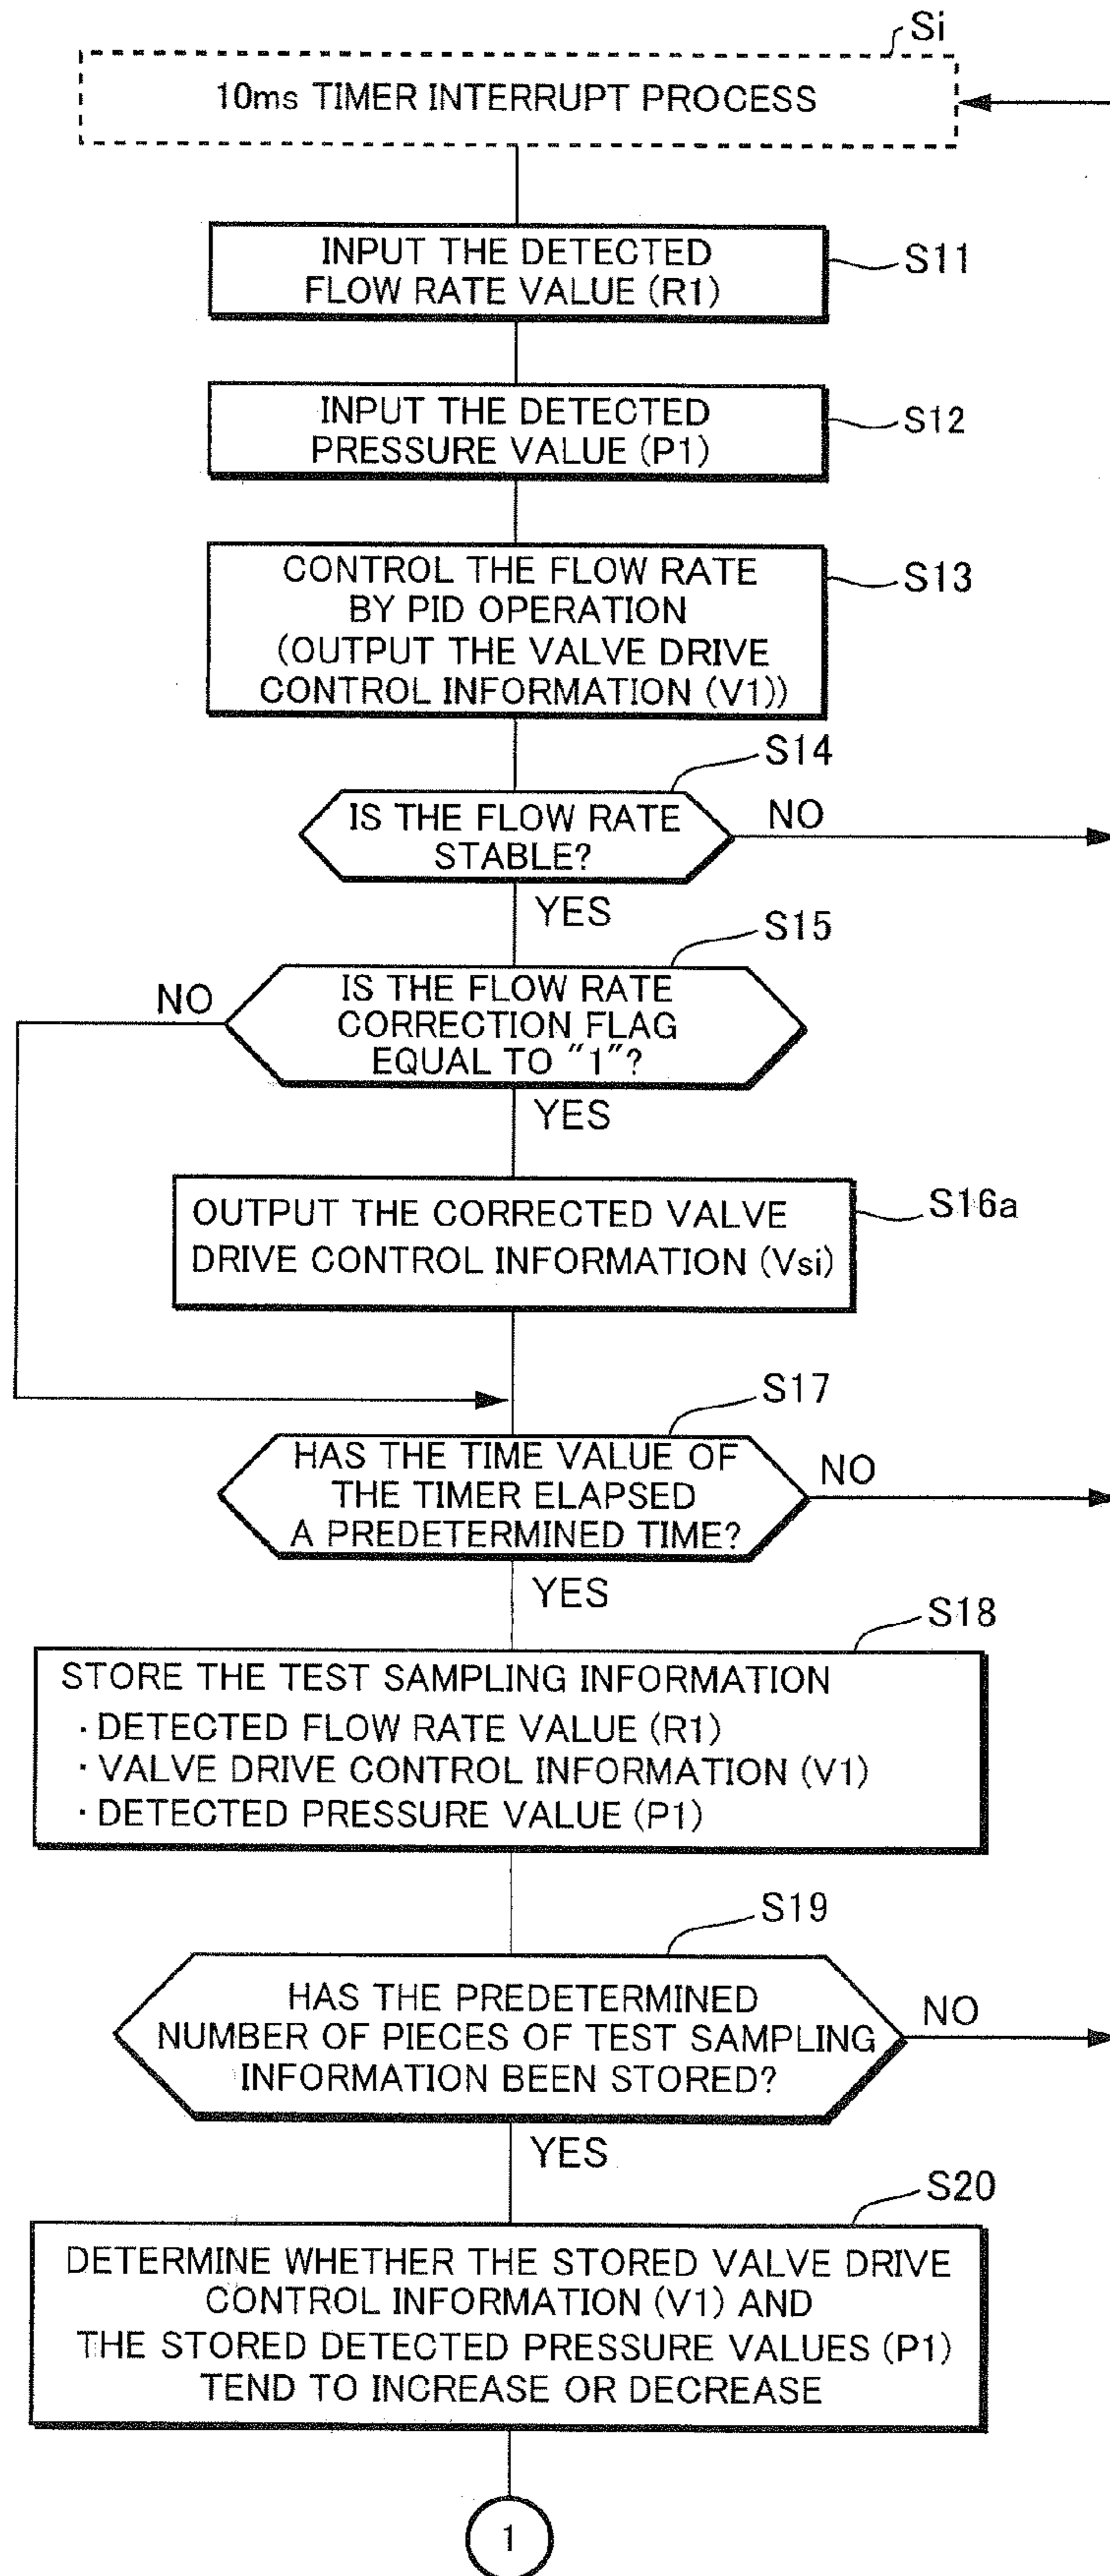 Si
10ms TIMER INTERRUPT PROCESS
INPUT THE DETECTED
FLOW RATE VALUE (R1)
S11
INPUT THE DETECTED
PRESSURE VALUE (P1)
S12
CONTROL THE FLOW RATE
BY PID OPERATION
(OUTPUT THE VALVE DRIVE
CONTROL INFORMATION (V1))
S13
S14
IS THE FLOW RATE
STABLE?
NO
YES
S15
IS THE FLOW RATE
CORRECTION FLAG
EQUAL TO "1"?
NO
YES
OUTPUT THE CORRECTED VALVE
DRIVE CONTROL INFORMATION (Vsi)
S16a
S17
HAS THE TIME VALUE OF
THE TIMER ELAPSED
A PREDETERMINED TIME?
NO
YES
S18
STORE THE TEST SAMPLING INFORMATION
· DETECTED FLOW RATE VALUE (R1)
· VALVE DRIVE CONTROL INFORMATION (V1)
· DETECTED PRESSURE VALUE (P1)
S19
HAS THE PREDETERMINED
NUMBER OF PIECES OF TEST SAMPLING
INFORMATION BEEN STORED?
NO
YES
S20
DETERMINE WHETHER THE STORED VALVE DRIVE
CONTROL INFORMATION (V1) AND
THE STORED DETECTED PRESSURE VALUES (P1)
TEND TO INCREASE OR DECREASE
1